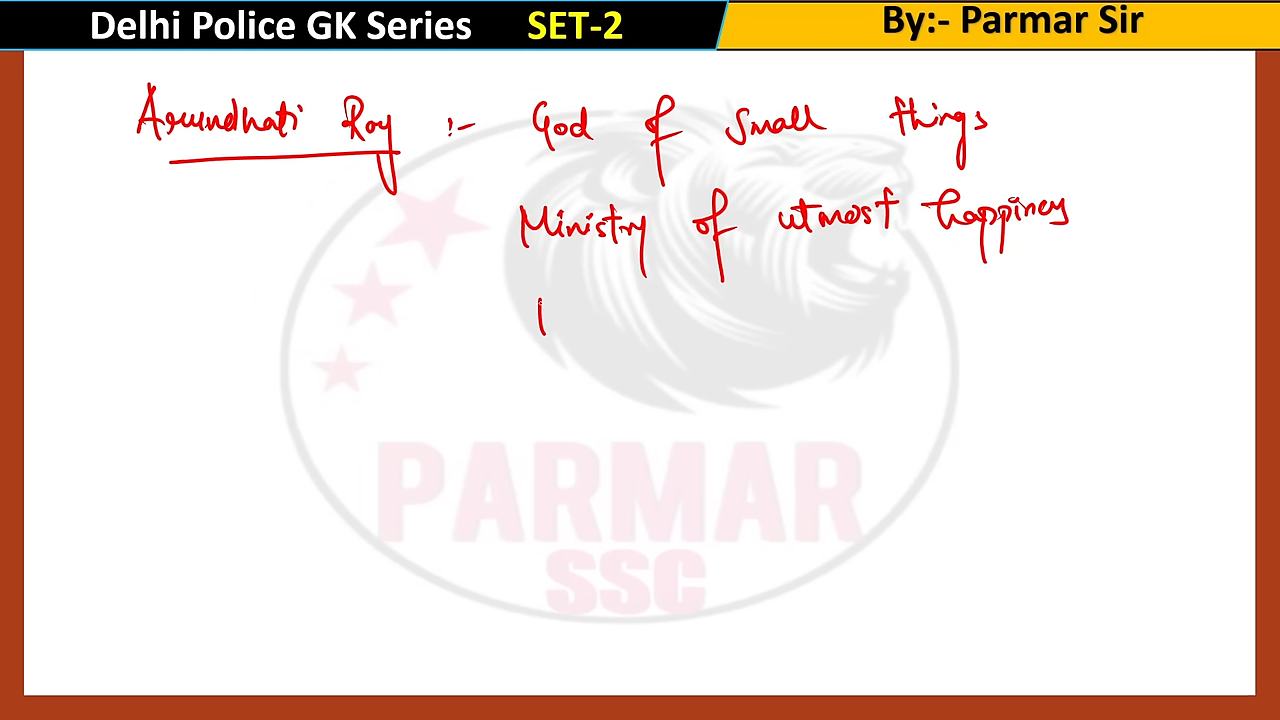 Delhi Police GK Series SET-2 By:- Parmar Sir
Arundhati Roy :- God of Small things
Ministry of utmost happiness
PARMAR
SSC